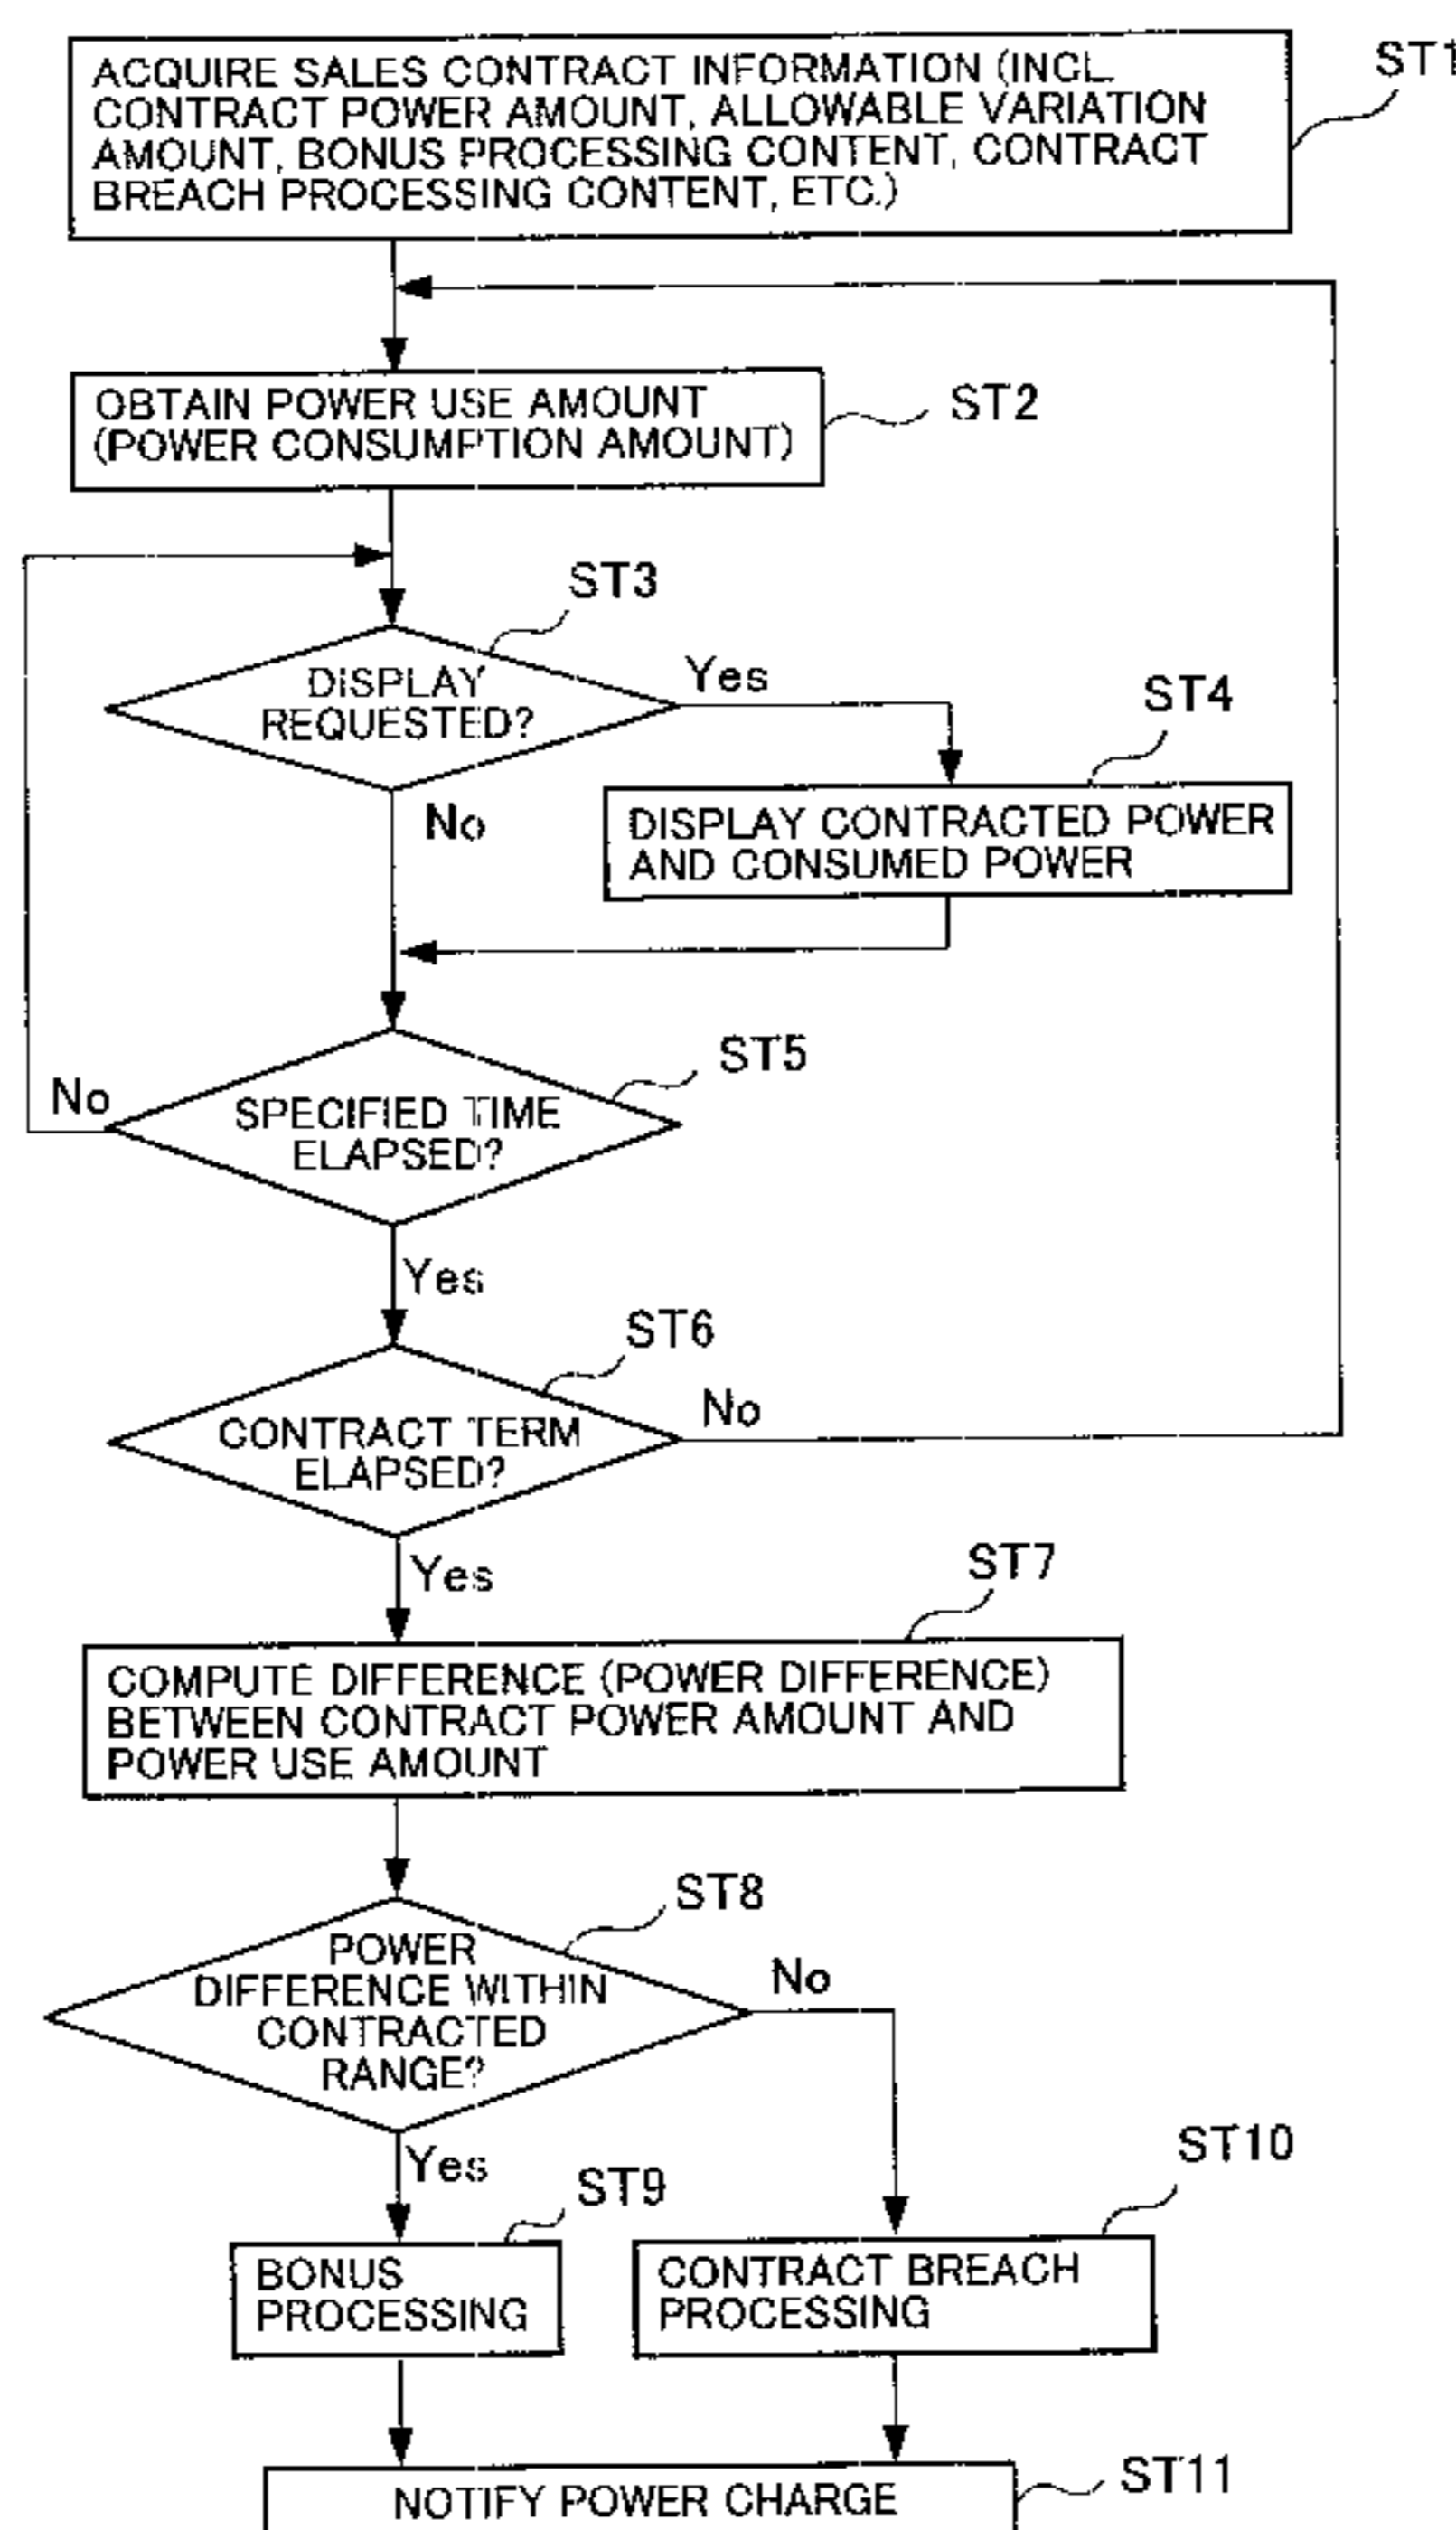 ST1
ACQUIRE SALES CONTRACT INFORMATION (INCL.
CONTRACT POWER AMOUNT, ALLOWABLE VARIATION
AMOUNT, BONUS PROCESSING CONTENT, CONTRACT
BREACH PROCESSING CONTENT, ETC.)
OBTAIN POWER USE AMOUNT
(POWER CONSUMPTION AMOUNT)
ST2
ST3
DISPLAY
REQUESTED?
Yes
No
ST4
DISPLAY CONTRACTED POWER
AND CONSUMED POWER
ST5
No
SPECIFIED TIME
ELAPSED?
Yes
ST6
CONTRACT TERM
ELAPSED?
No
Yes
ST7
COMPUTE DIFFERENCE (POWER DIFFERENCE)
BETWEEN CONTRACT POWER AMOUNT AND
POWER USE AMOUNT
ST8
POWER
DIFFERENCE WITHIN
CONTRACTED
RANGE?
No
Yes
ST9
BONUS
PROCESSING
ST10
CONTRACT BREACH
PROCESSING
NOTIFY POWER CHARGE
ST11